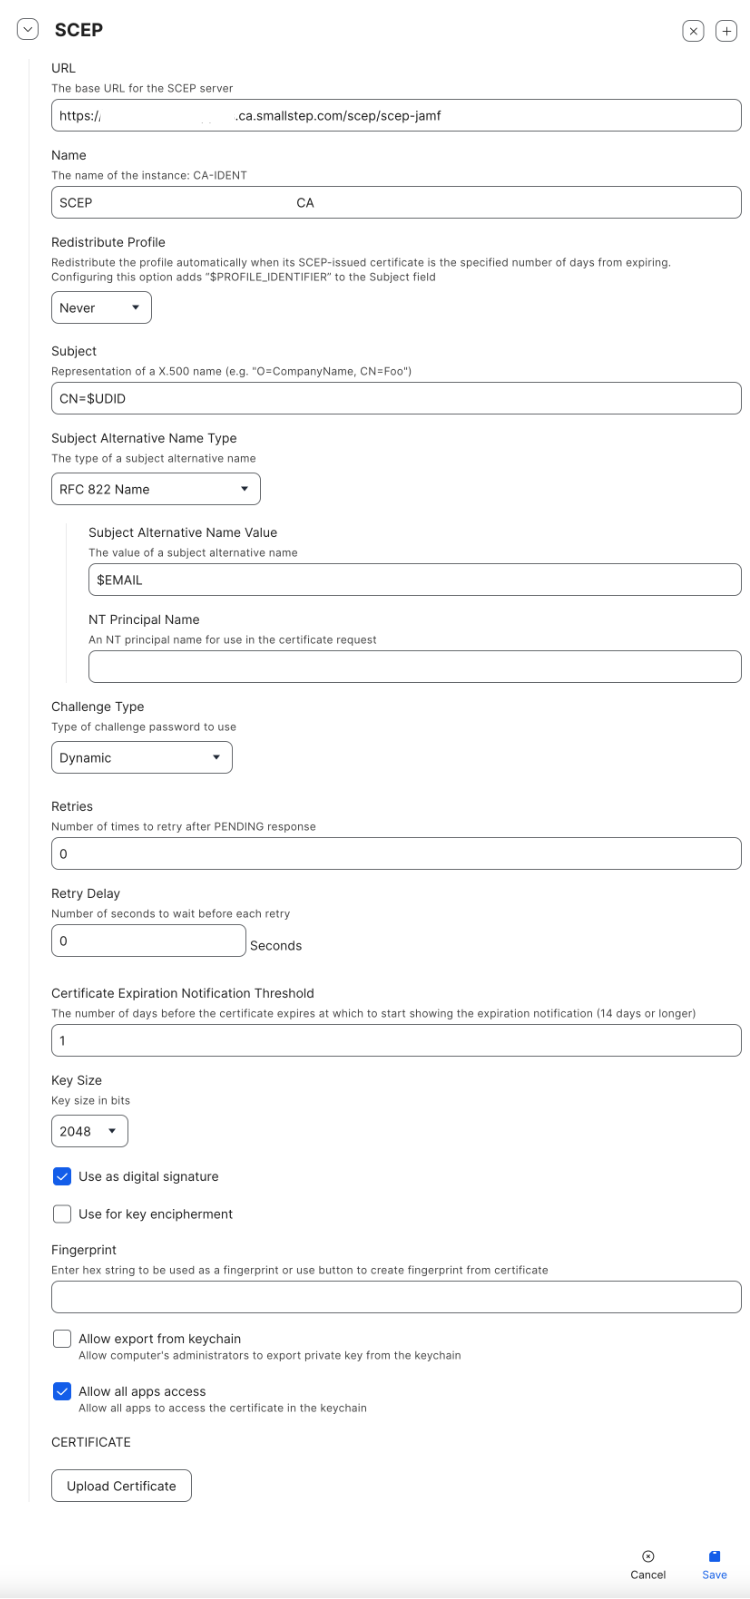 SCEP
URL
The base URL for the SCEP server
https:// .ca.smallstep.com/scep/scep-jamf
Name
The name of the instance: CA-IDENT
SCEP CA
Redistribute Profile
Redistribute the profile automatically when its SCEP-issued certificate is the specified number of days from expiring.
Configuring this option adds "$PROFILE_IDENTIFIER” to the Subject field
Never
Subject
Representation of a X.500 name (e.g. "O=CompanyName, CN=Foo")
CN=$UDID
Subject Alternative Name Type
The type of a subject alternative name
RFC 822 Name
Subject Alternative Name Value
The value of a subject alternative name
$EMAIL
NT Principal Name
An NT principal name for use in the certificate request
Challenge Type
Type of challenge password to use
Dynamic
Retries
Number of times to retry after PENDING response
0
Retry Delay
Number of seconds to wait before each retry
0 Seconds
Certificate Expiration Notification Threshold
The number of days before the certificate expires at which to start showing the expiration notification (14 days or longer)
1
Key Size
Key size in bits
2048
Use as digital signature
Use for key encipherment
Fingerprint
Enter hex string to be used as a fingerprint or use button to create fingerprint from certificate
Allow export from keychain
Allow computer's administrators to export private key from the keychain
Allow all apps access
Allow all apps to access the certificate in the keychain
CERTIFICATE
Upload Certificate
Cancel Save